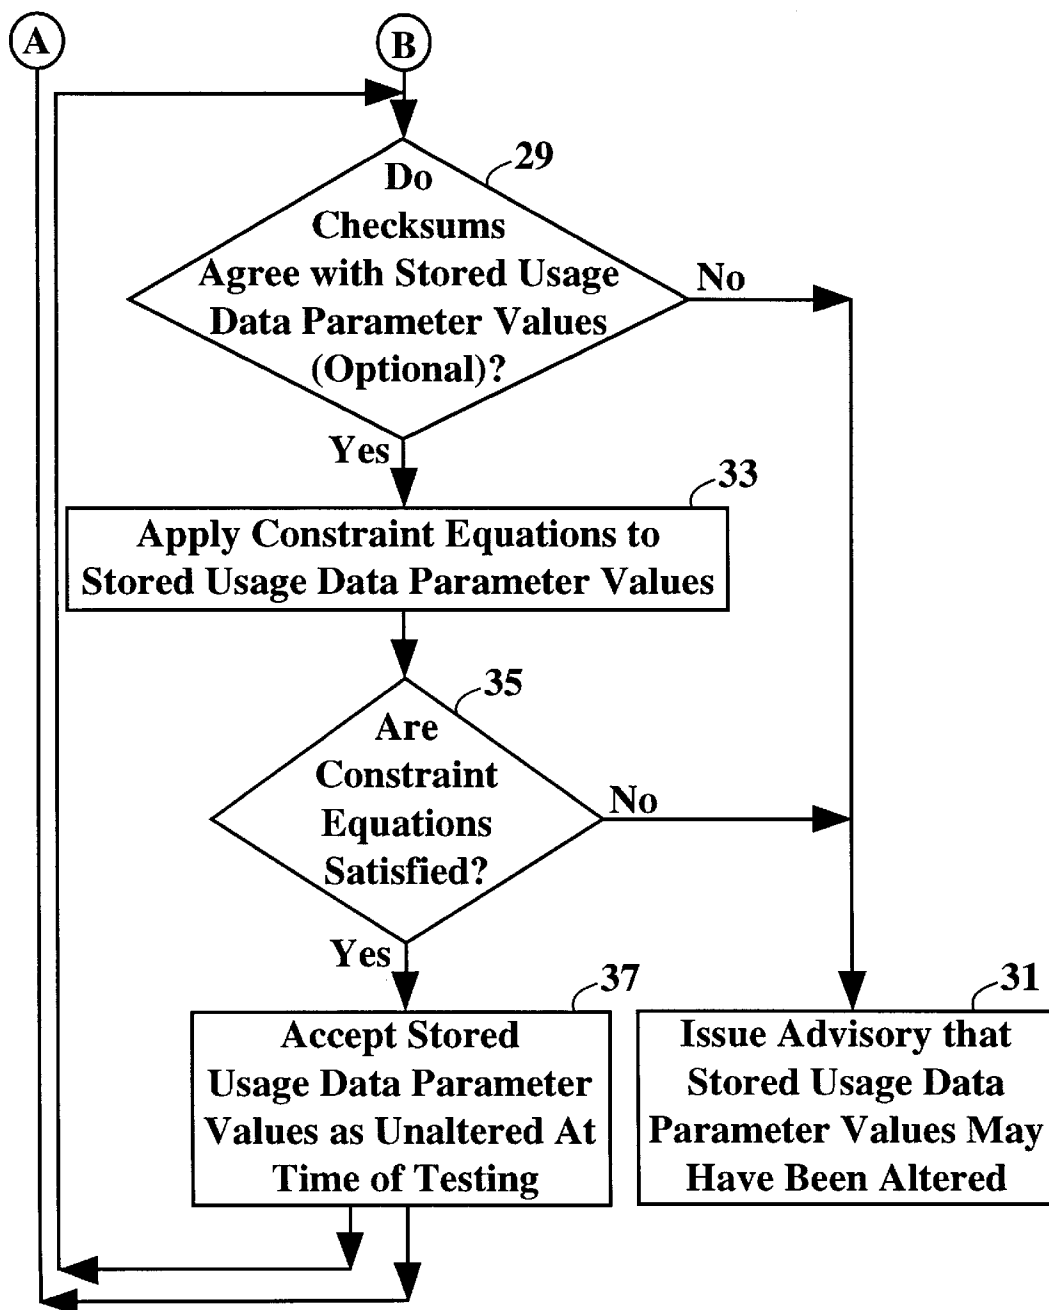 A
B
29
Do
Checksums
Agree with Stored Usage
Data Parameter Values
(Optional)?
No
Yes
33
Apply Constraint Equations to
Stored Usage Data Parameter Values
35
Are
Constraint
Equations
Satisfied?
No
Yes
37
Accept Stored
Usage Data Parameter
Values as Unaltered At
Time of Testing
31
Issue Advisory that
Stored Usage Data
Parameter Values May
Have Been Altered